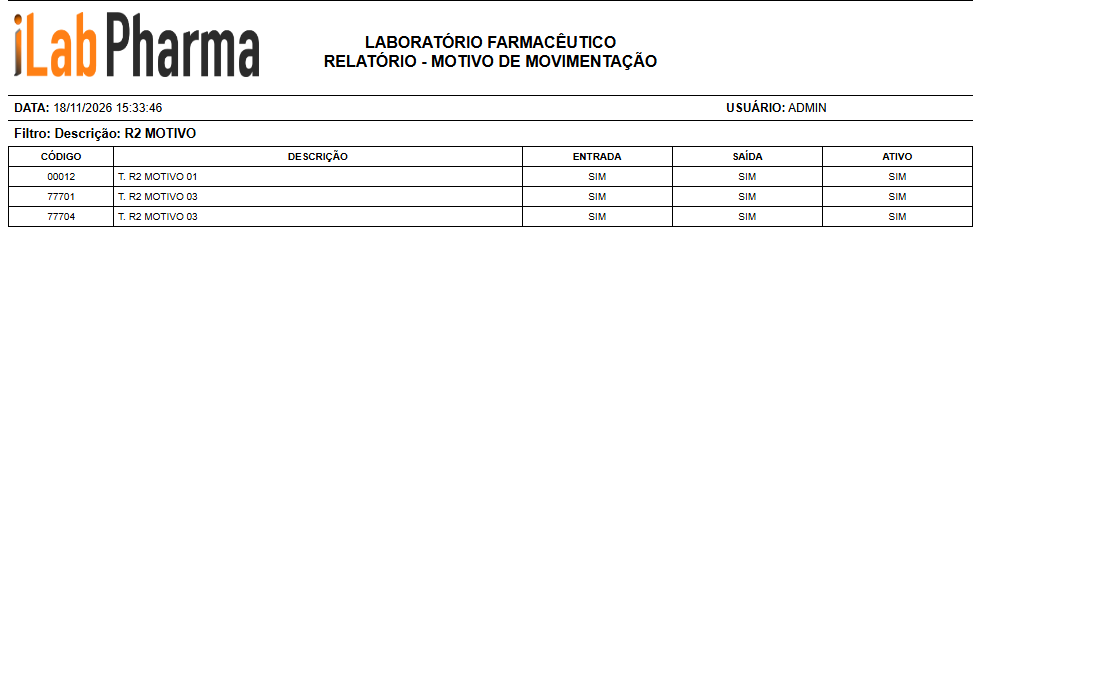 iLab Pharma
LABORATÓRIO FARMACÊUTICO
RELATÓRIO - MOTIVO DE MOVIMENTAÇÃO
DATA: 18/11/2026 15:33:46 USUÁRIO: ADMIN
Filtro: Descrição: R2 MOTIVO
CÓDIGO DESCRIÇÃO ENTRADA SAÍDA ATIVO
00012 T. R2 MOTIVO 01 SIM SIM SIM
77701 T. R2 MOTIVO 03 SIM SIM SIM
77704 T. R2 MOTIVO 03 SIM SIM SIM